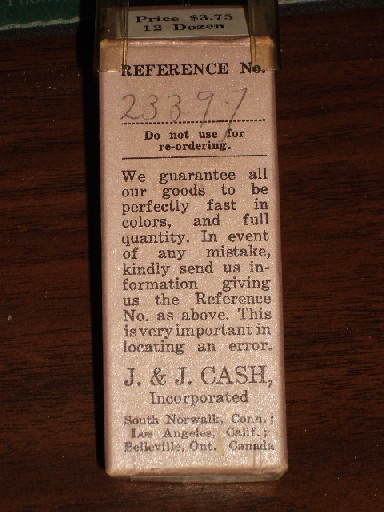 Price $3.75
12 Dozen
REFERENCE No.
2339.7
Do not use for
re-ordering.
We guarantee all
our goods to be
perfectly fast in
colors, and full
quantity. In event
of any mistake,
kindly send us in-
formation giving
us the Reference
No. as above. This
is very important in
locating an error.
J. & J. CASH,
Incorporated
South Norwalk, Conn.;
Los Angeles, Calif.;
Belleville, Ont. Canada